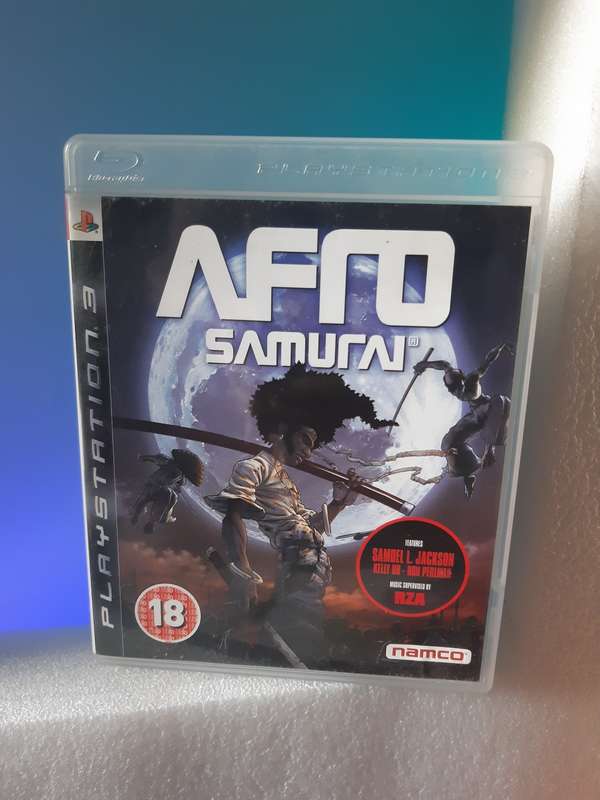 Blu-ray Disc
PLAYSTATION 3
PLAYSTATION 3
AFRO
SAMURAI
FEATURES
SAMUEL L. JACKSON
KELLY HU - RON PERLMAN
MUSIC SUPERVISED BY
RZA
18
namco